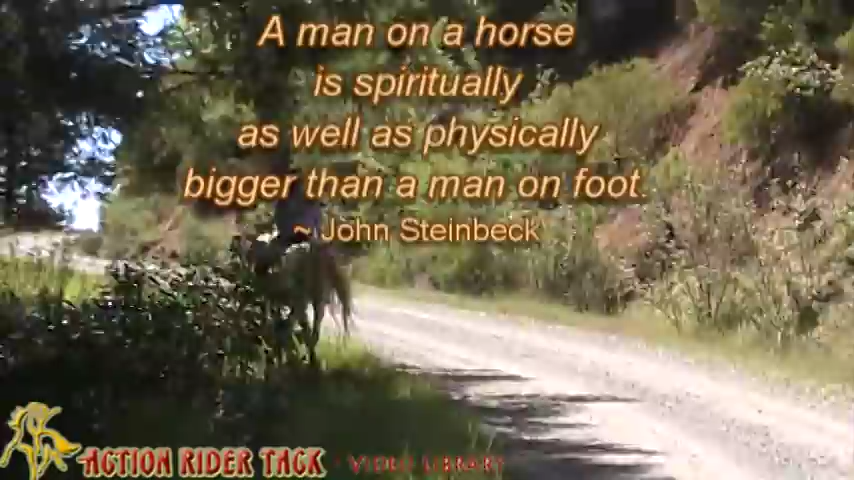 A man on a horse
is spiritually
as well as physically
bigger than a man on foot.
~ John Steinbeck
ACTION RIDER TACK - VIDEO LIBRARY